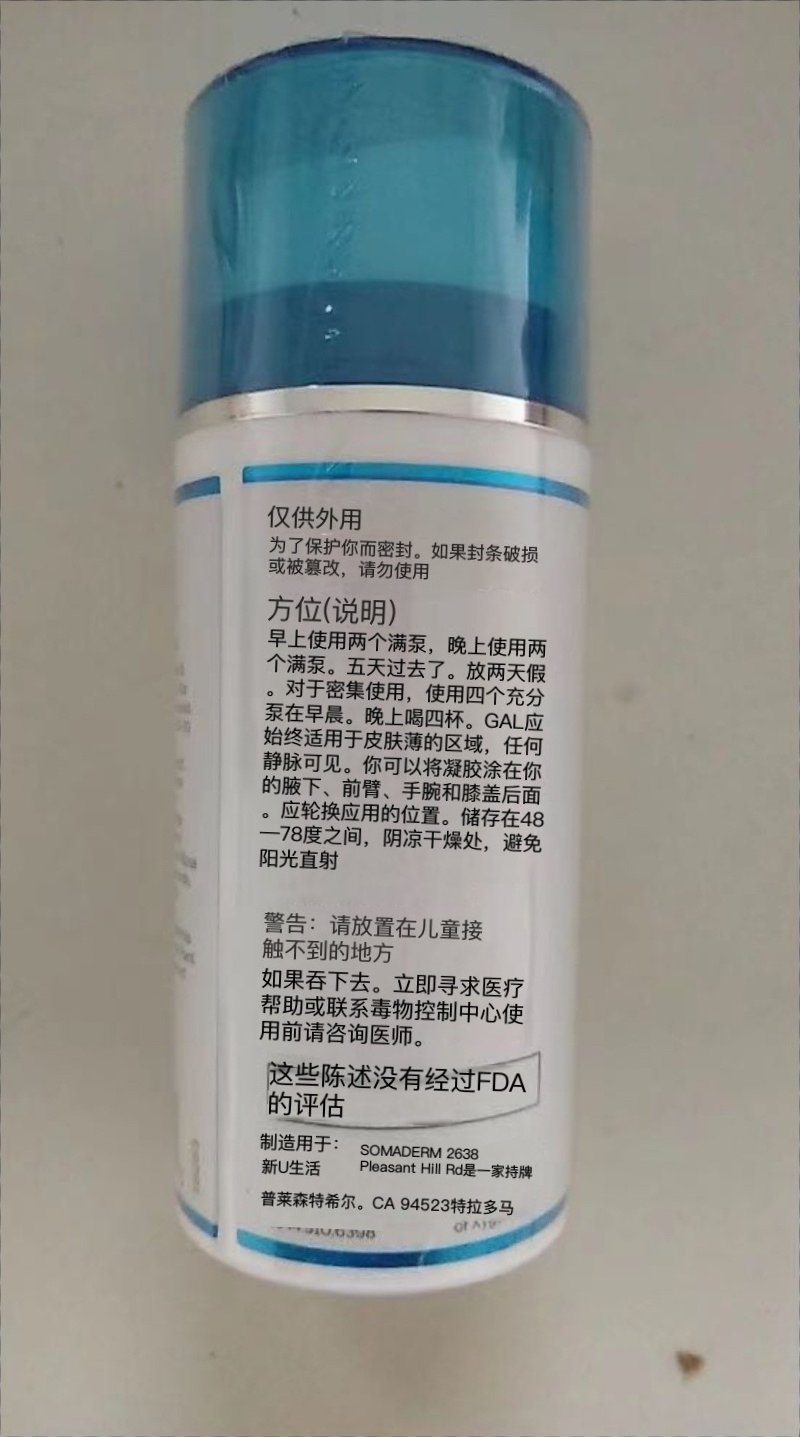 仅供外用
为了保护你而密封。如果封条破损
或被篡改，请勿使用
方位(说明)
早上使用两个满泵，晚上使用两
个满泵。五天过去了。放两天假
。对于密集使用，使用四个充分
泵在早晨。晚上喝四杯。GAL应
始终适用于皮肤薄的区域，任何
静脉可见。你可以将凝胶涂在你
的腋下、前臂、手腕和膝盖后面
。应轮换应用的位置。储存在48
—78度之间，阴凉干燥处，避免
阳光直射
警告：请放置在儿童接
触不到的地方
如果吞下去。立即寻求医疗
帮助或联系毒物控制中心使
用前请咨询医师。
这些陈述没有经过FDA
的评估
制造用于：
新U生活
SOMADERM 2638
Pleasant Hill Rd是一家持牌
普莱森特希尔。CA 94523特拉多马